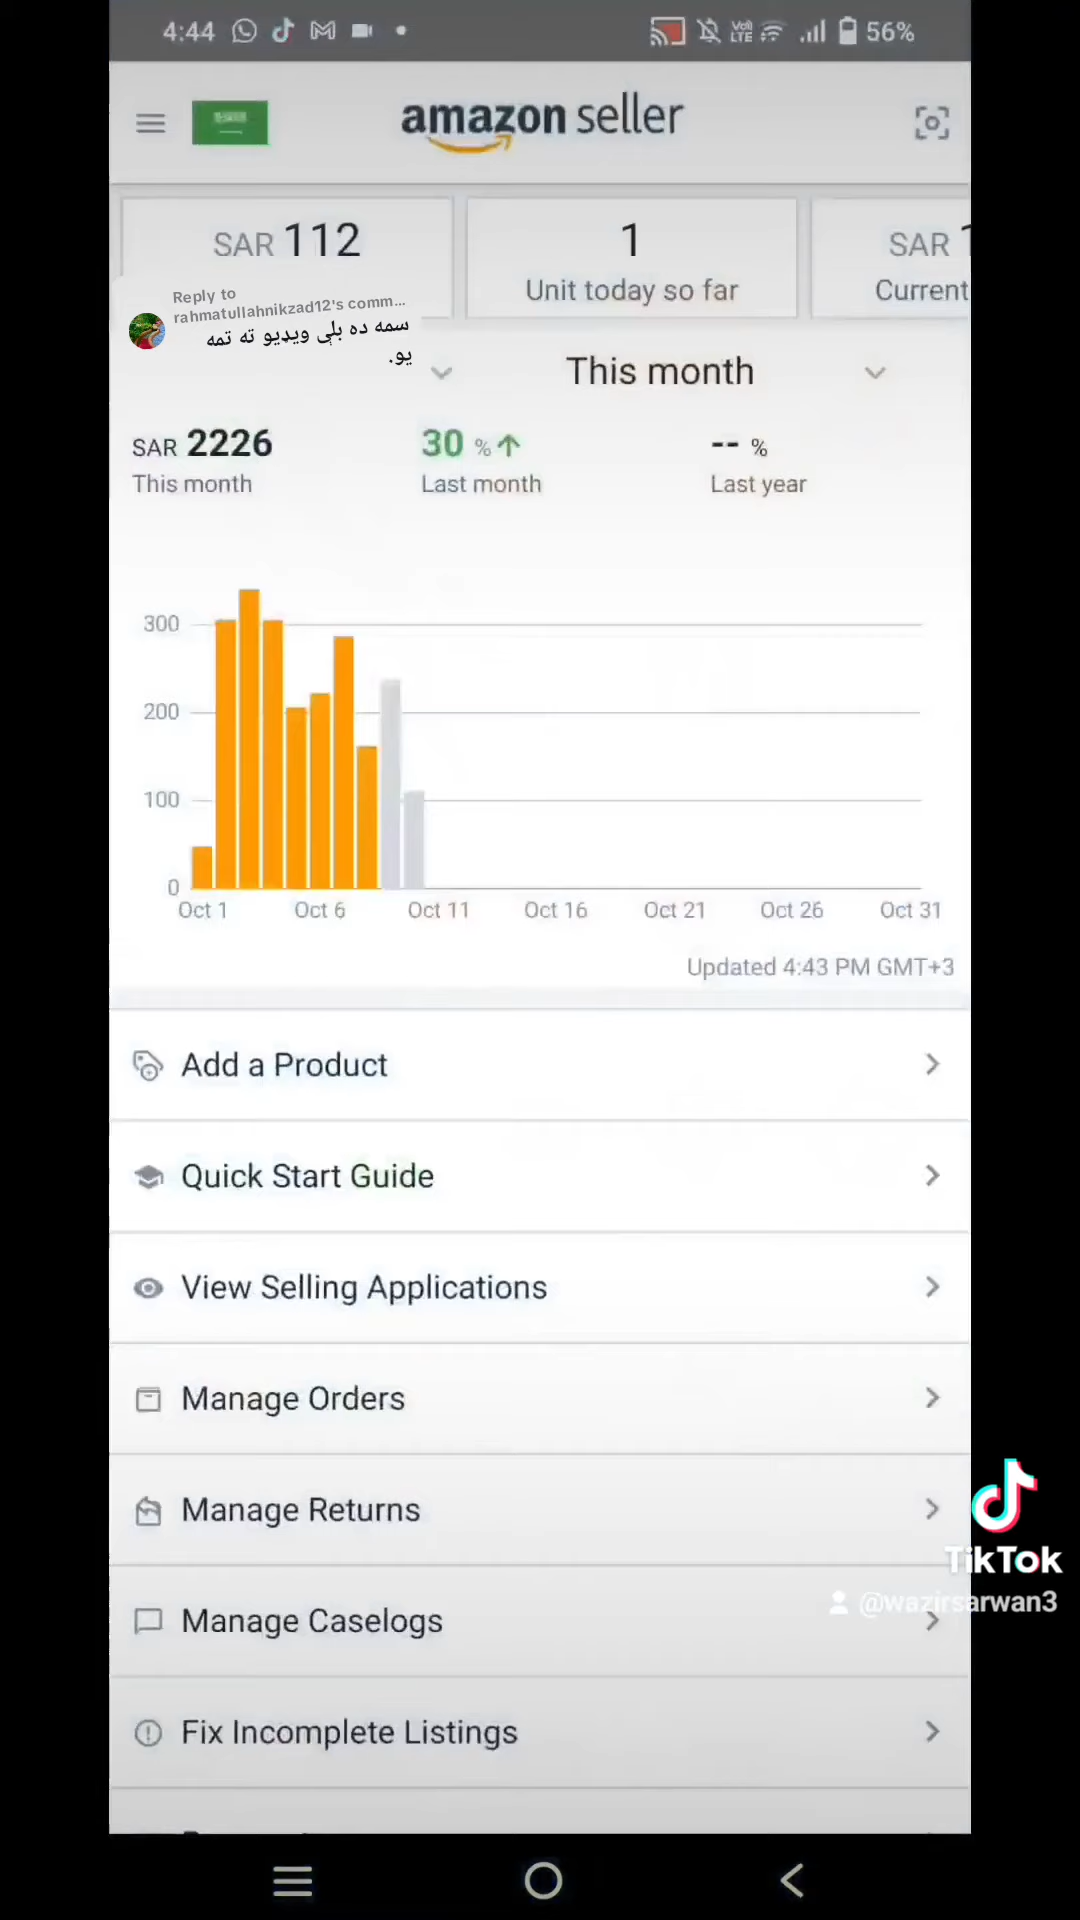 4:44
VoD LTE 56%
amazon seller
SAR 112
1
Unit today so far
SAR
Current
Reply to
rahmatullahnikzad12's comm...
سمه ده بلې ویډیو ته تمه
یو.
This month
SAR 2226
This month
30 % ↑
Last month
-- %
Last year
300
200
100
0
Oct 1 Oct 6 Oct 11 Oct 16 Oct 21 Oct 26 Oct 31
Updated 4:43 PM GMT+3
Add a Product
Quick Start Guide
View Selling Applications
Manage Orders
Manage Returns
TikTok
@wazirsarwan3
Manage Caselogs
Fix Incomplete Listings